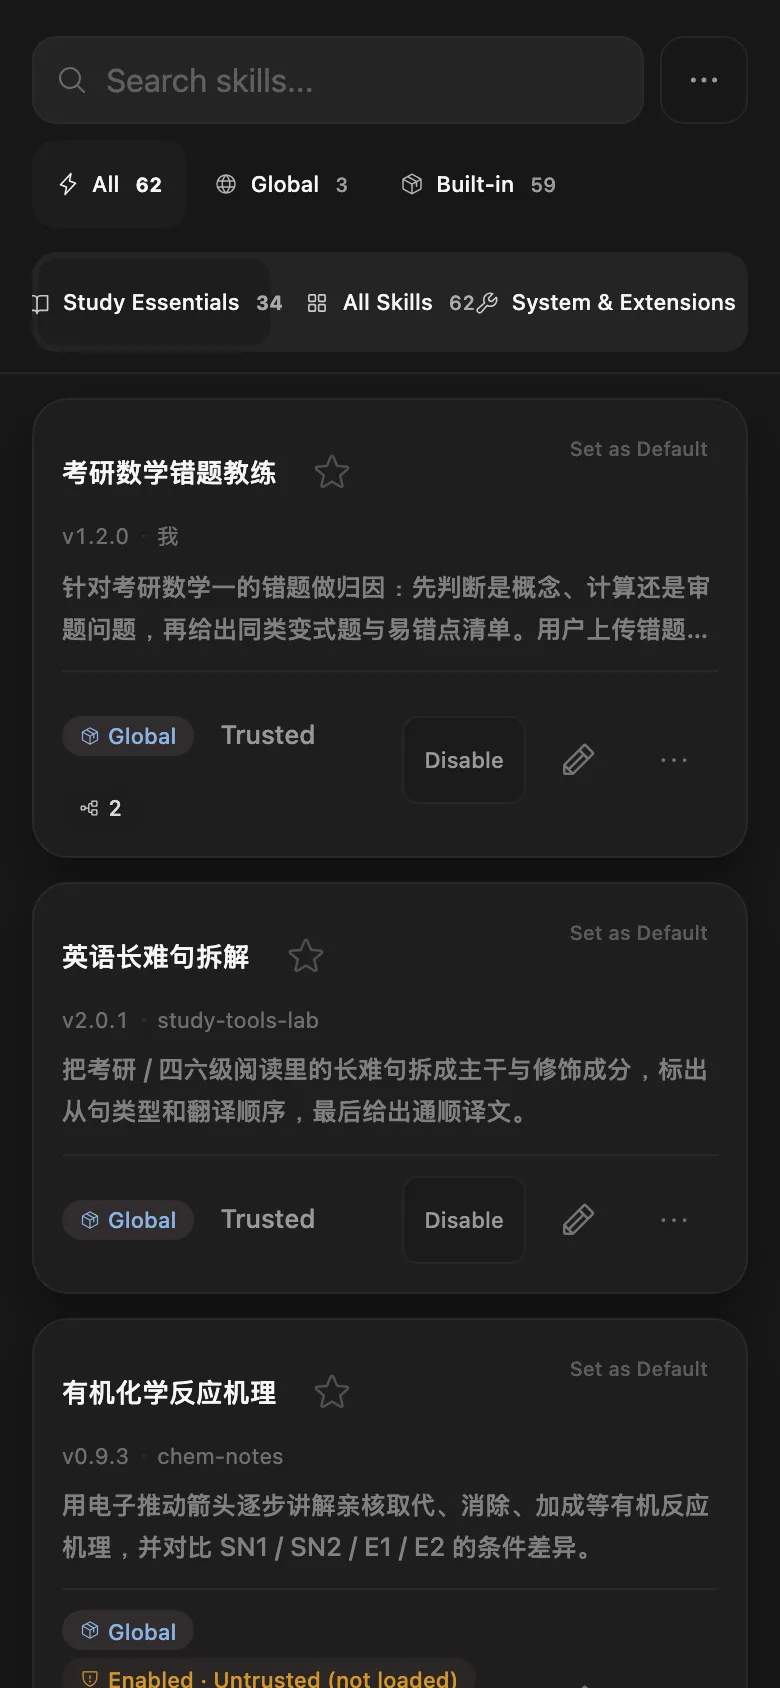 Search skills...
All 62 Global 3 Built-in 59
Study Essentials 34 All Skills 62 System & Extensions
Set as Default
考研数学错题教练
v1.2.0 · 我
针对考研数学一的错题做归因：先判断是概念、计算还是审
题问题，再给出同类变式题与易错点清单。用户上传错题...
Global Trusted Disable
2
Set as Default
英语长难句拆解
v2.0.1 · study-tools-lab
把考研 / 四六级阅读里的长难句拆成主干与修饰成分，标出
从句类型和翻译顺序，最后给出通顺译文。
Global Trusted Disable
Set as Default
有机化学反应机理
v0.9.3 · chem-notes
用电子推动箭头逐步讲解亲核取代、消除、加成等有机反应
机理，并对比 SN1 / SN2 / E1 / E2 的条件差异。
Global
Enabled · Untrusted (not loaded)